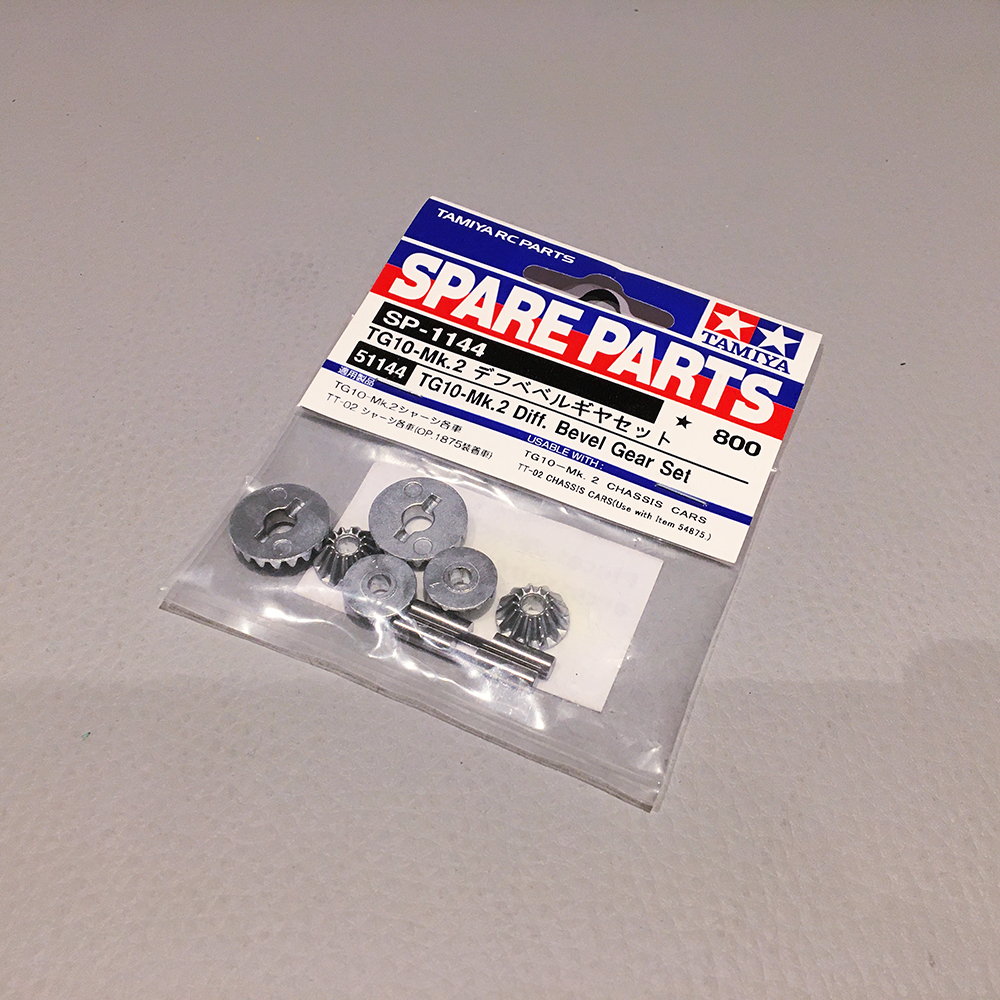 TAMIYA RC PARTS
SPARE PARTS
TAMIYA
SP-1144
TG10-Mk.2 デフベベルギヤセット
★ 800
51144 TG10-Mk.2 Diff. Bevel Gear Set
適用製品
TG10-Mk.2シャーシ各車
TT-02 シャーシ各車(OP.1875装着車)
USABLE WITH :
TG10-Mk. 2 CHASSIS CARS
TT-02 CHASSIS CARS(Use with Item 54875.)